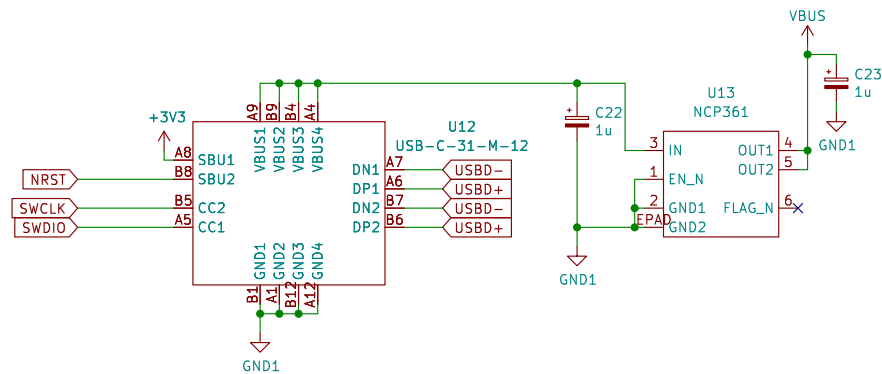 VBUS
+3V3
A9
B9
B4
A4
U12
USB-C-31-M-12
C22
1u
U13
NCP361
C23
1u
GND1
VBUS1
VBUS2
VBUS3
VBUS4
A8 SBU1
NRST B8 SBU2
SWCLK B5 CC2
SWDIO A5 CC1
DN1 A7 USBD-
DP1 A6 USBD+
DN2 B7 USBD-
DP2 B6 USBD+
GND1
GND2
GND3
GND4
B1
A1
B12
A12
GND1
3 IN
1 EN_N
2 GND1
EPAD GND2
OUT1 4
OUT2 5
FLAG_N 6
GND1